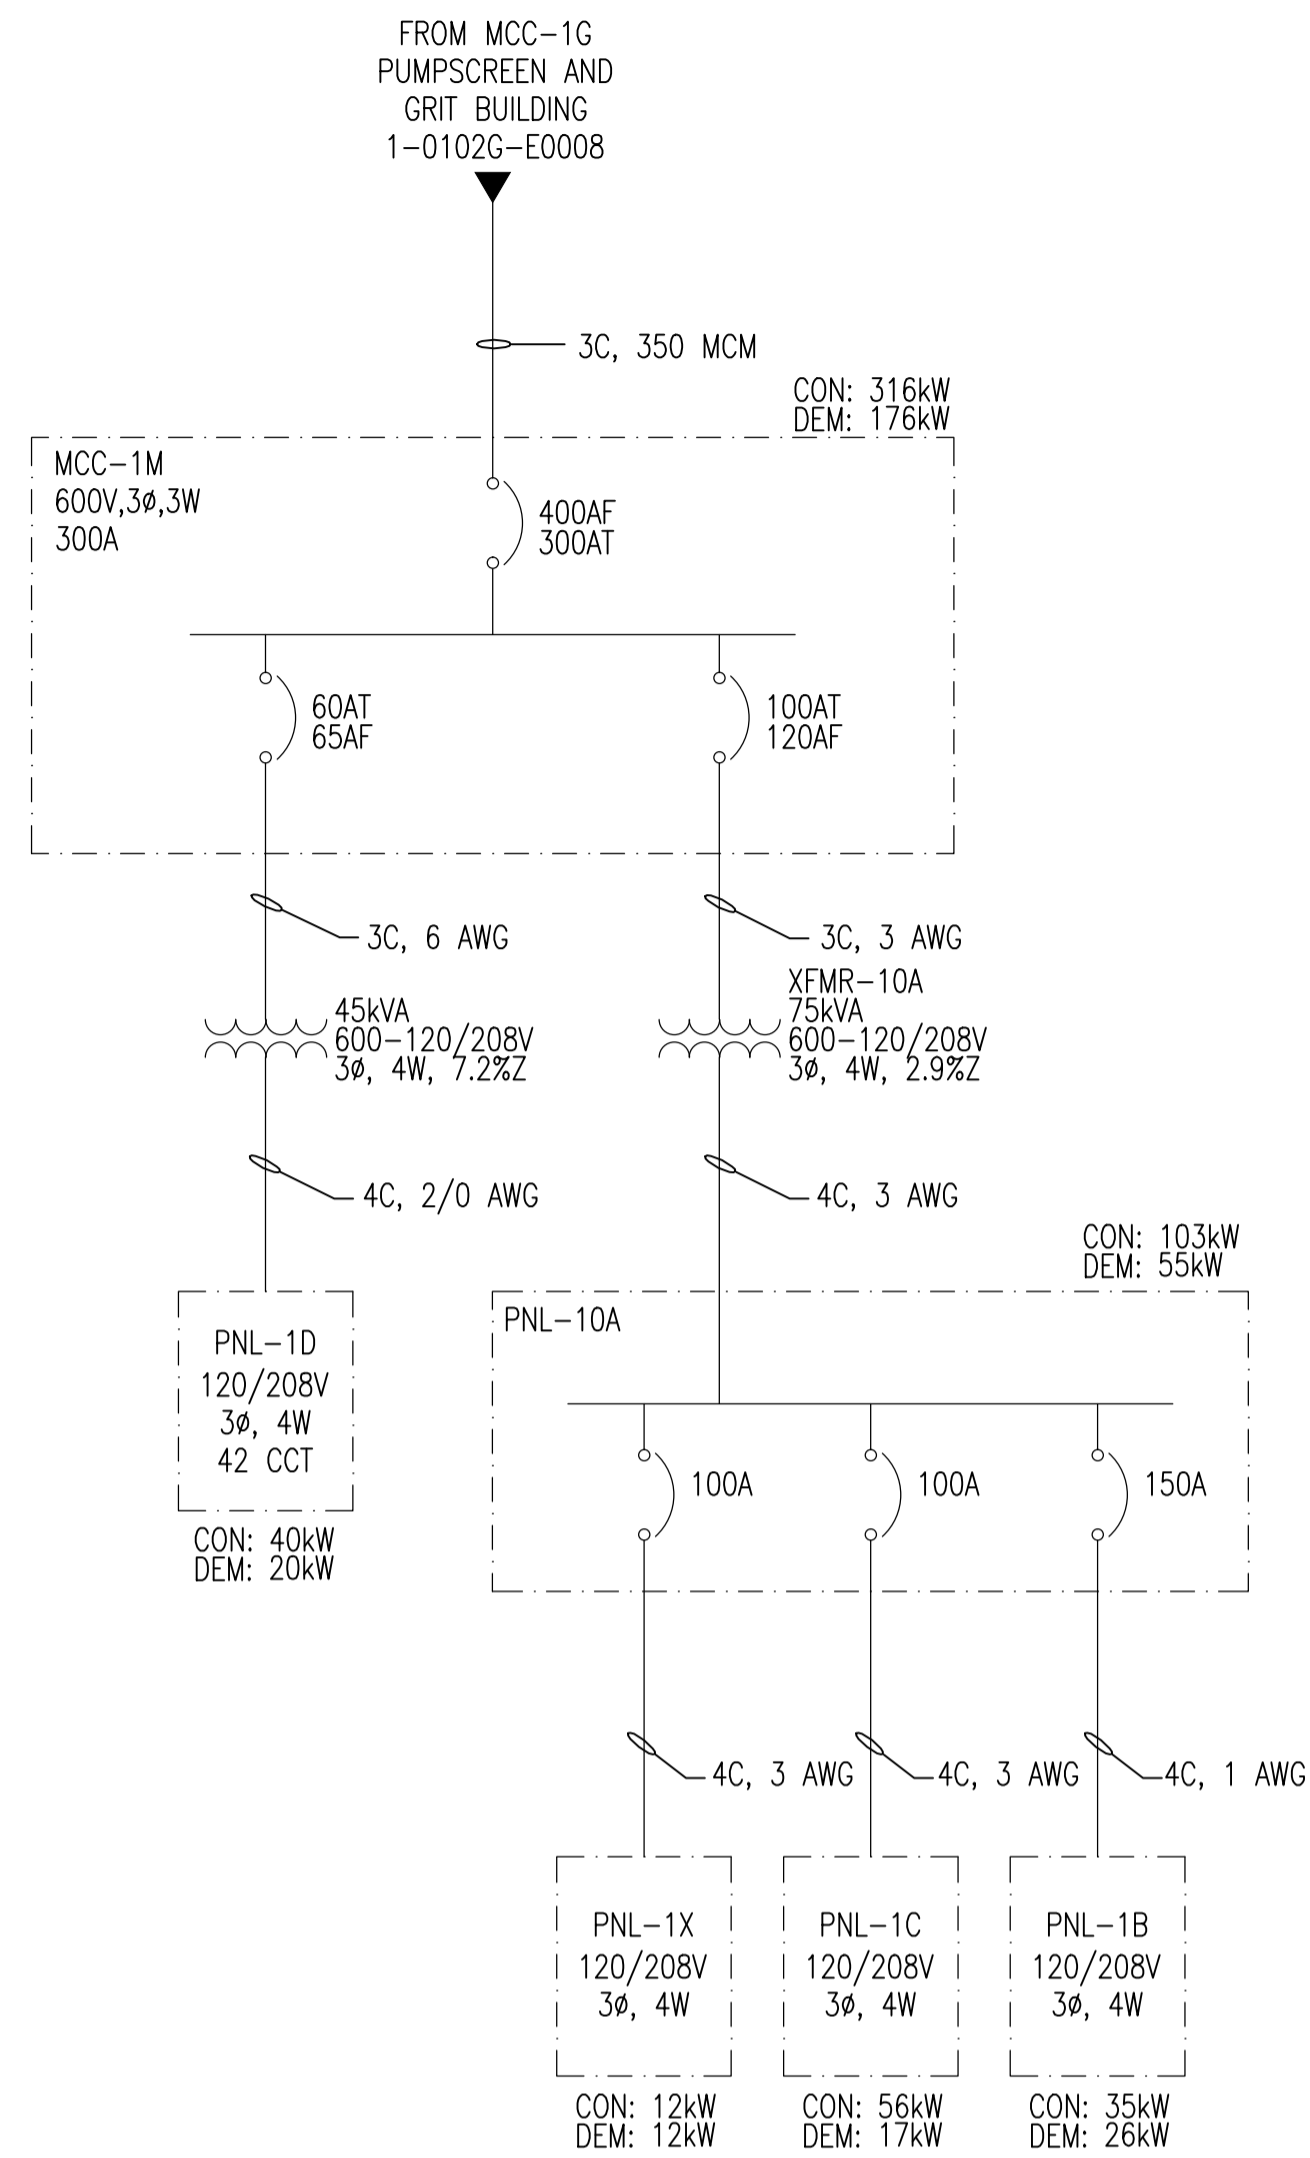 FROM MCC-1G
PUMPSCREEN AND
GRIT BUILDING
1-0102G-E0008
3C, 350 MCM
CON: 316kW
DEM: 176kW
MCC-1M
600V,3ø,3W
300A
400AF
300AT
60AT
65AF
100AT
120AF
3C, 6 AWG
3C, 3 AWG
45kVA
600-120/208V
3ø, 4W, 7.2%Z
XFMR-10A
75kVA
600-120/208V
3ø, 4W, 2.9%Z
4C, 2/0 AWG
4C, 3 AWG
CON: 103kW
DEM: 55kW
PNL-1D
120/208V
3ø, 4W
42 CCT
CON: 40kW
DEM: 20kW
PNL-10A
100A
100A
150A
4C, 3 AWG
4C, 3 AWG
4C, 1 AWG
PNL-1X
120/208V
3ø, 4W
CON: 12kW
DEM: 12kW
PNL-1C
120/208V
3ø, 4W
CON: 56kW
DEM: 17kW
PNL-1B
120/208V
3ø, 4W
CON: 35kW
DEM: 26kW